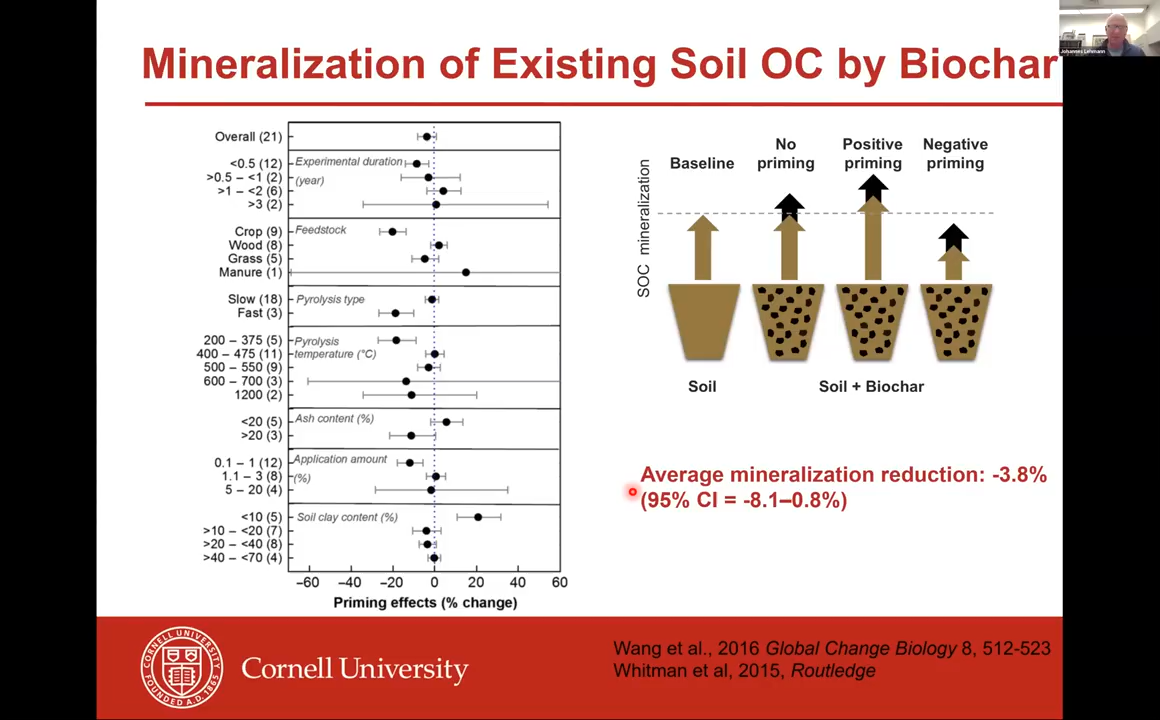 Johannes Lehmann
Mineralization of Existing Soil OC by Biochar
Overall (21)
<0.5 (12) Experimental duration
>0.5 – <1 (2) (year)
>1 – <2 (6)
>3 (2)
Crop (9) Feedstock
Wood (8)
Grass (5)
Manure (1)
Slow (18) Pyrolysis type
Fast (3)
200 – 375 (5) Pyrolysis
400 – 475 (11) temperature (°C)
500 – 550 (9)
600 – 700 (3)
1200 (2)
<20 (5) Ash content (%)
>20 (3)
0.1 – 1 (12) Application amount
1.1 – 3 (8) (%)
5 – 20 (4)
<10 (5) Soil clay content (%)
>10 – <20 (7)
>20 – <40 (8)
>40 – <70 (4)
−60 −40 −20 0 20 40 60
Priming effects (% change)
SOC mineralization
Baseline
No
priming
Positive
priming
Negative
priming
Soil
Soil + Biochar
Average mineralization reduction: -3.8%
(95% CI = -8.1–0.8%)
CORNELL UNIVERSITY
FOUNDED A.D. 1865
Cornell University
Wang et al., 2016 Global Change Biology 8, 512-523
Whitman et al, 2015, Routledge